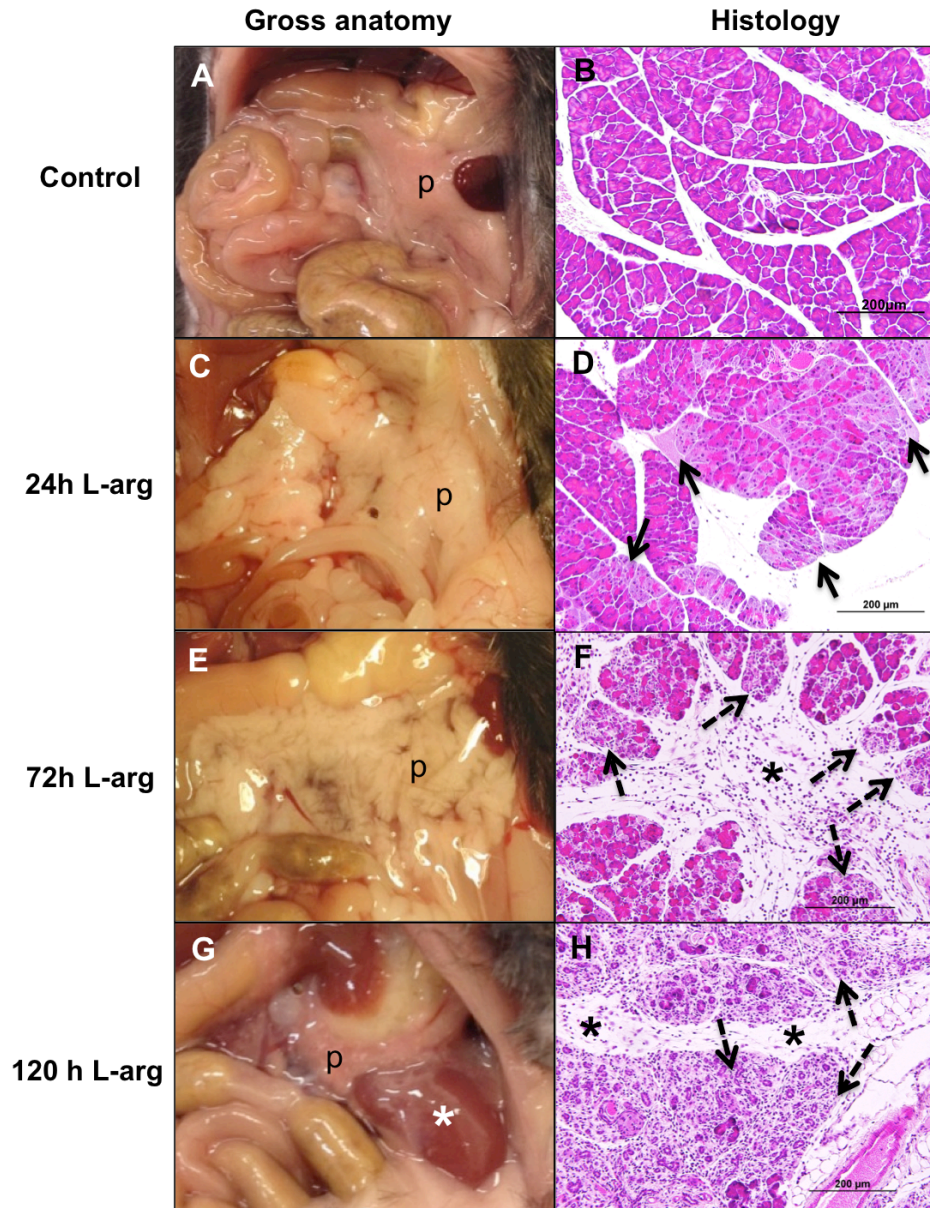 Gross anatomy Histology
Control
A
p
B
200µm
24h L-arg
C
p
D
200 µm
72h L-arg
E
p
F
*
200 µm
120 h L-arg
G
p
*
H
* *
200 µm